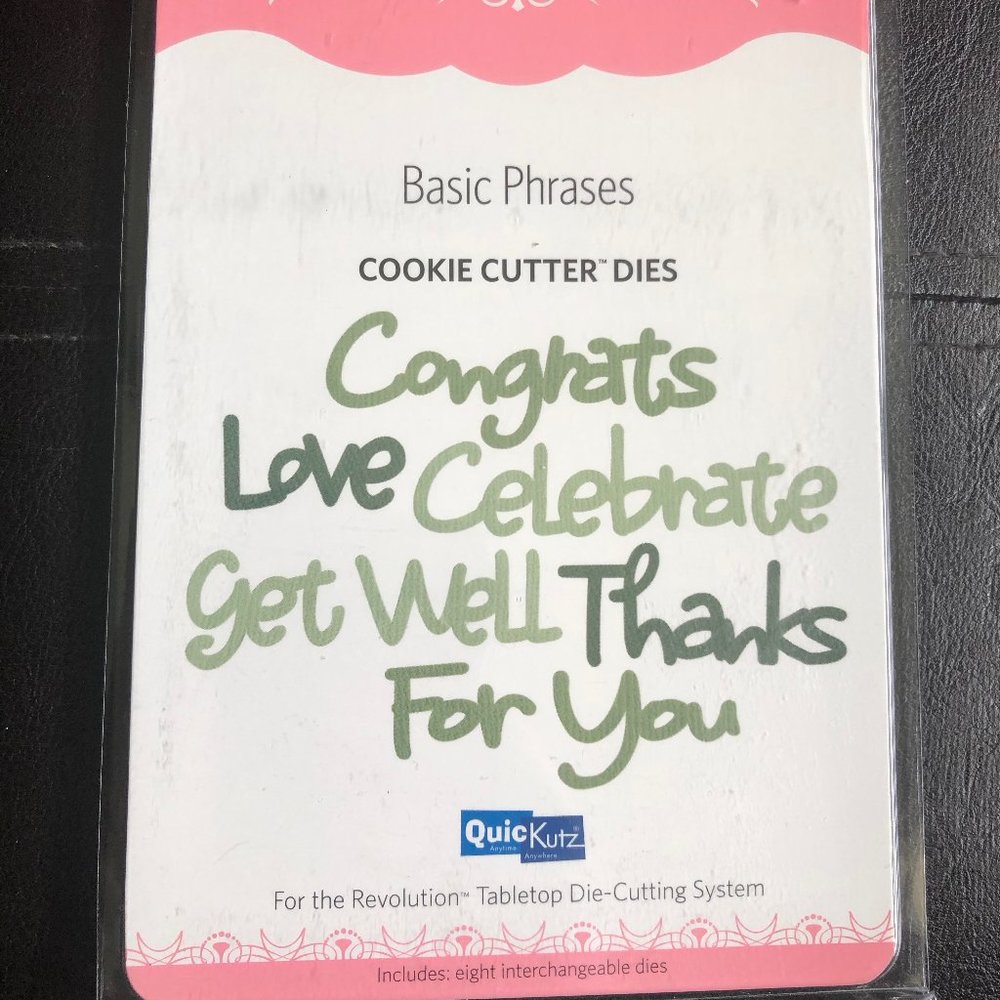 Basic Phrases
COOKIE CUTTER™ DIES
Congrats
Love Celebrate
Get Well Thanks
For You
QuicKutz®
Anytime Anywhere
For the Revolution™ Tabletop Die-Cutting System
Includes: eight interchangeable dies